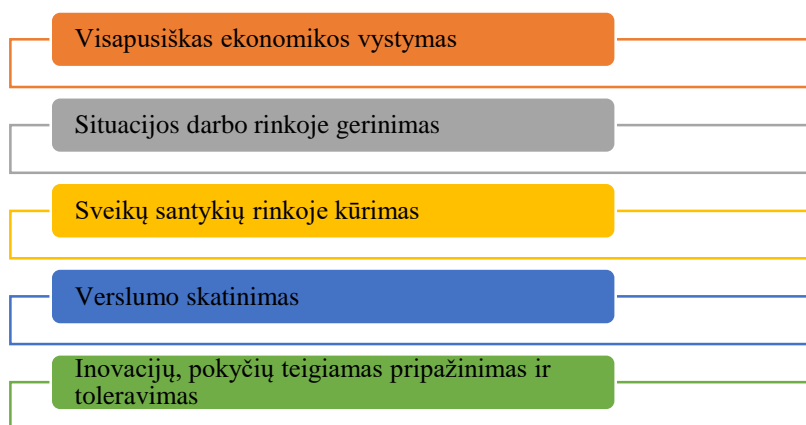 Visapusiškas ekonomikos vystymas
Situacijos darbo rinkoje gerinimas
Sveikų santykių rinkoje kūrimas
Verslumo skatinimas
Inovacijų, pokyčių teigiamas pripažinimas ir
toleravimas